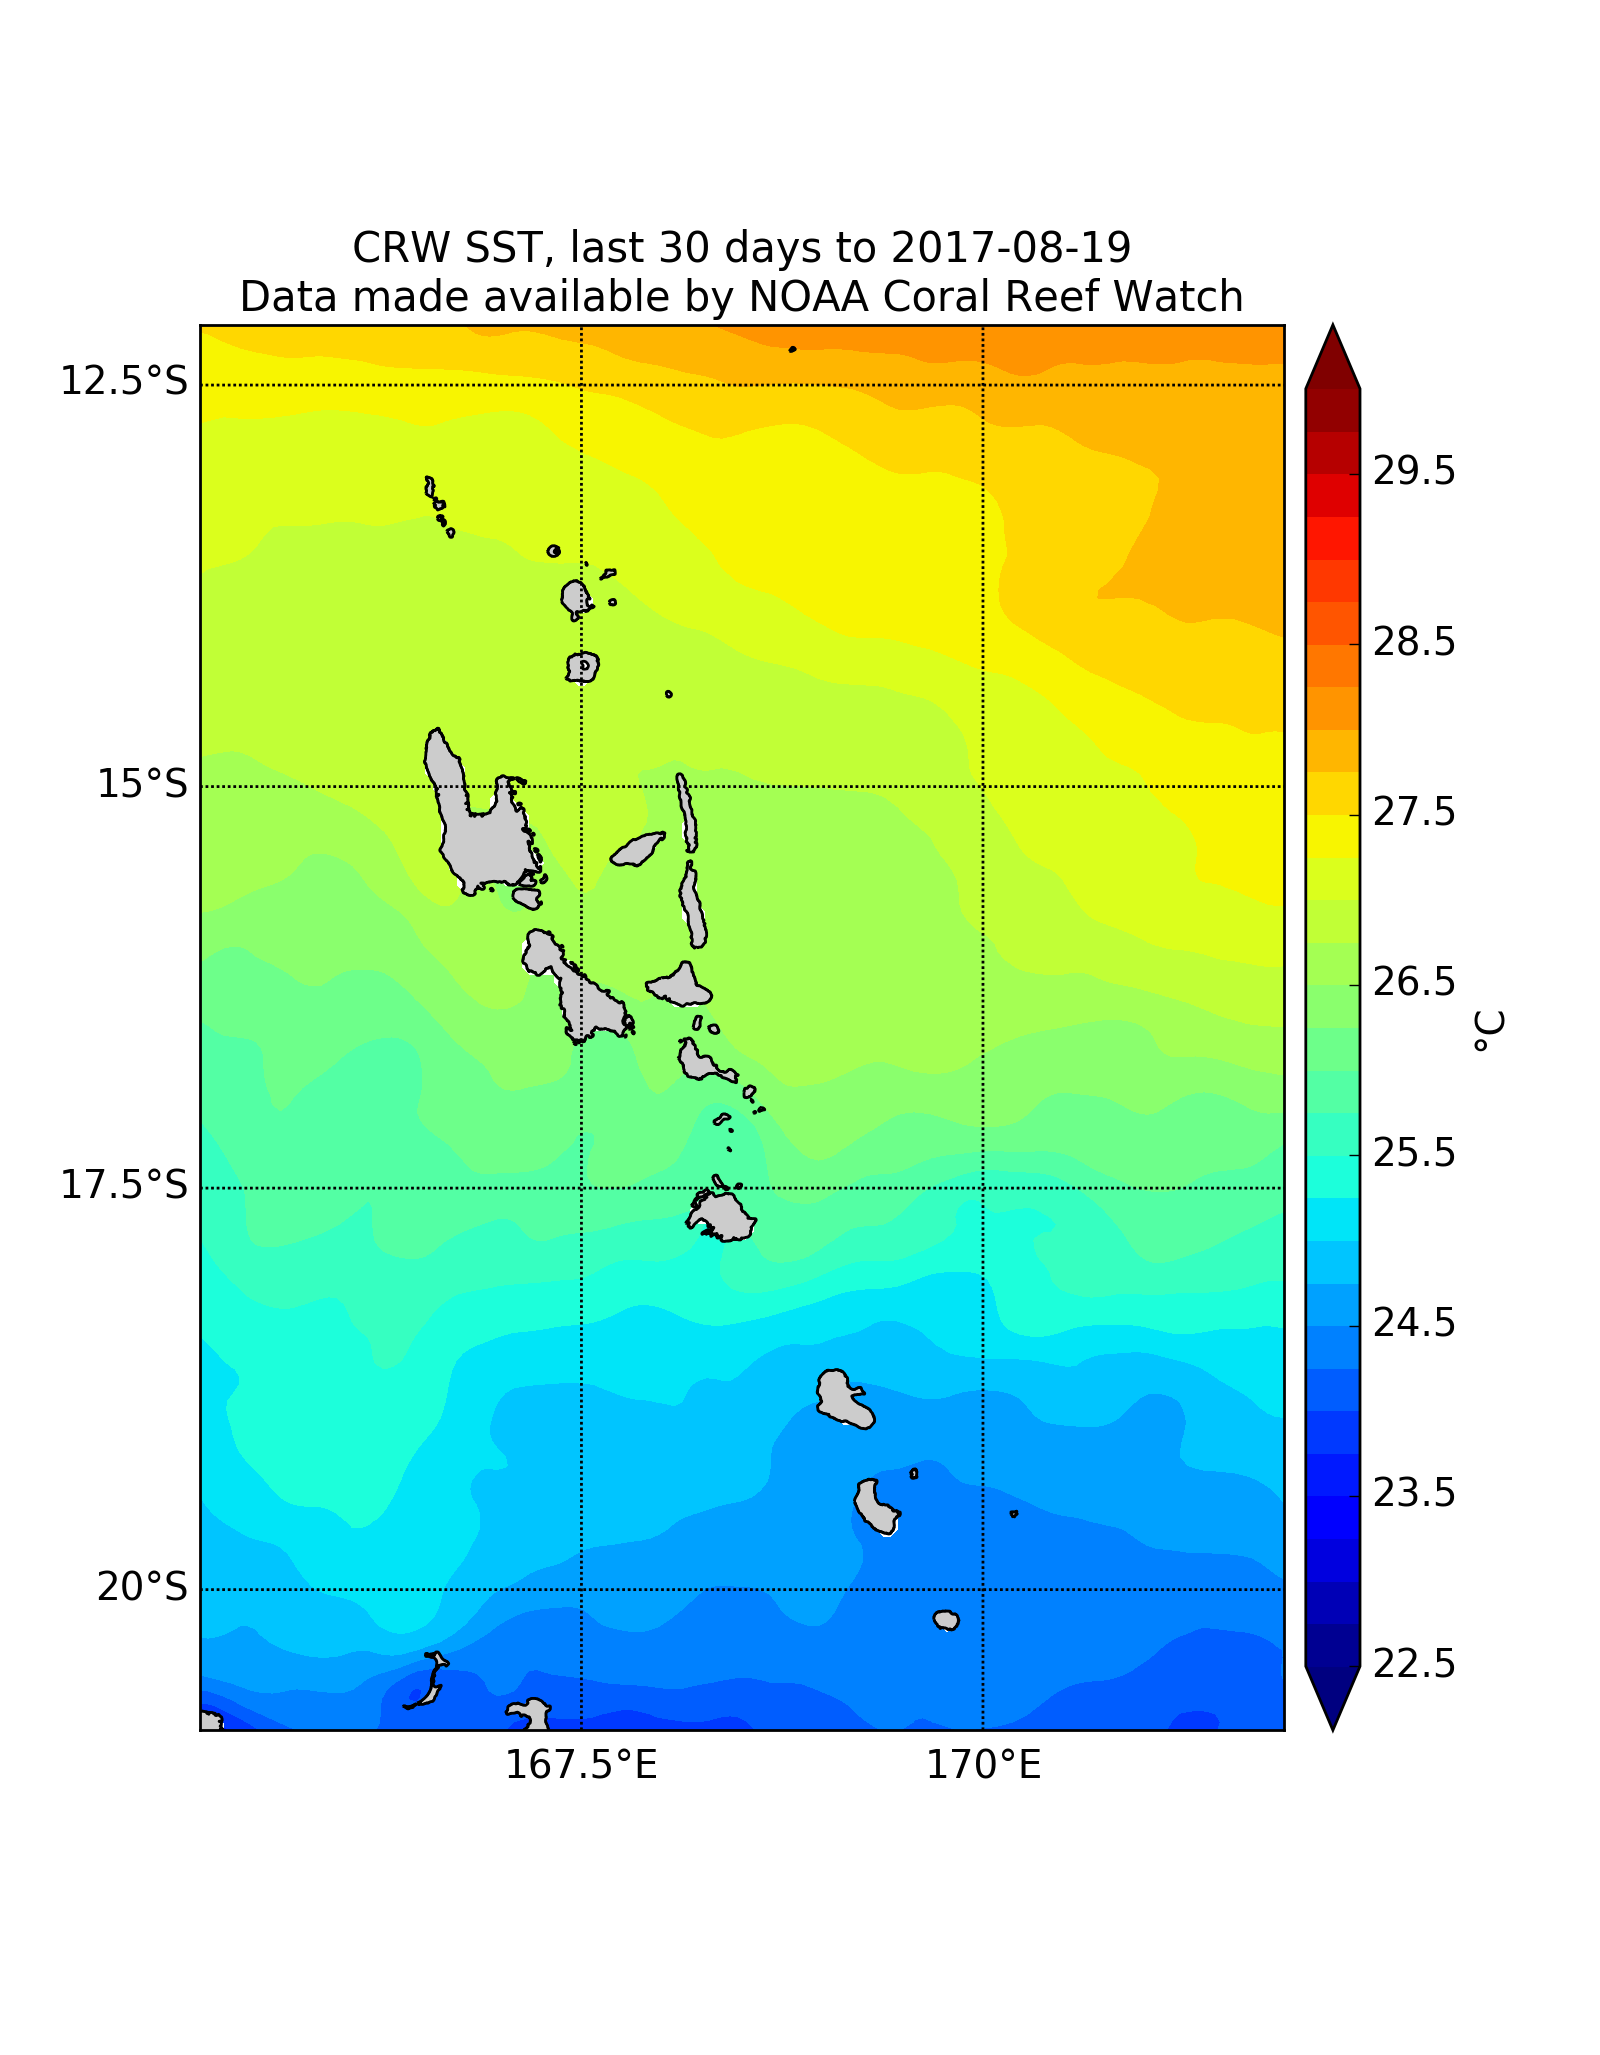 CRW SST, last 30 days to 2017-08-19
Data made available by NOAA Coral Reef Watch
12.5°S
15°S
17.5°S
20°S
167.5°E
170°E
29.5
28.5
27.5
26.5
25.5
24.5
23.5
22.5
°C